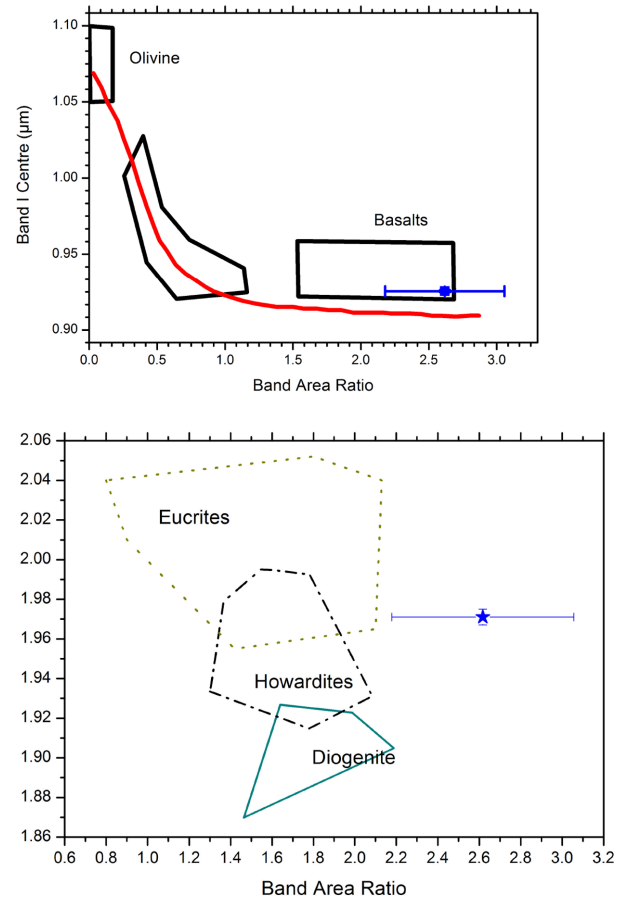 1.10
Olivine
1.05
Band I Centre (µm)
1.00
Basalts
0.95
0.90
0.0 0.5 1.0 1.5 2.0 2.5 3.0
Band Area Ratio
2.06
2.04
Eucrites
2.02
2.00
1.98
1.96
1.94
Howardites
1.92
Diogenite
1.90
1.88
1.86
0.6 0.8 1.0 1.2 1.4 1.6 1.8 2.0 2.2 2.4 2.6 2.8 3.0 3.2
Band Area Ratio